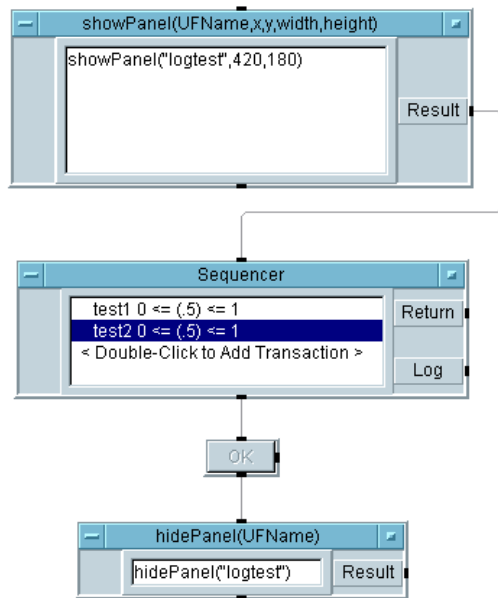 showPanel(UFName,x,y,width,height)
showPanel("logtest",420,180)
Result
Sequencer
test1 0 <= (.5) <= 1
test2 0 <= (.5) <= 1
< Double-Click to Add Transaction >
Return
Log
OK
hidePanel(UFName)
hidePanel("logtest")
Result